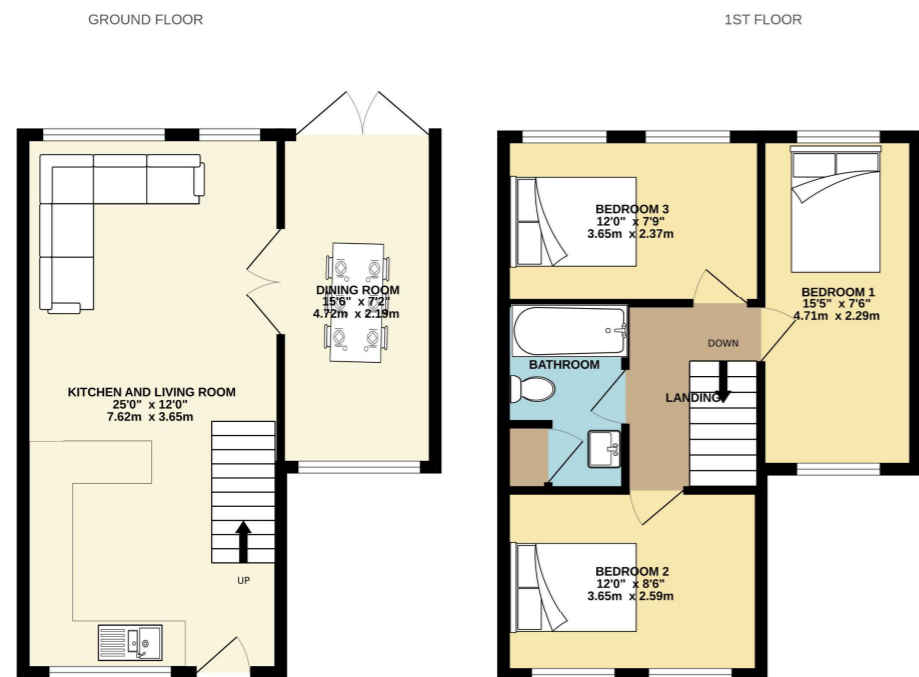 GROUND FLOOR
1ST FLOOR
DINING ROOM
15'6" x 7'2"
4.72m x 2.19m
KITCHEN AND LIVING ROOM
25'0" x 12'0"
7.62m x 3.65m
UP
BEDROOM 3
12'0" x 7'9"
3.65m x 2.37m
BEDROOM 1
15'5" x 7'6"
4.71m x 2.29m
DOWN
BATHROOM
LANDING
BEDROOM 2
12'0" x 8'6"
3.65m x 2.59m